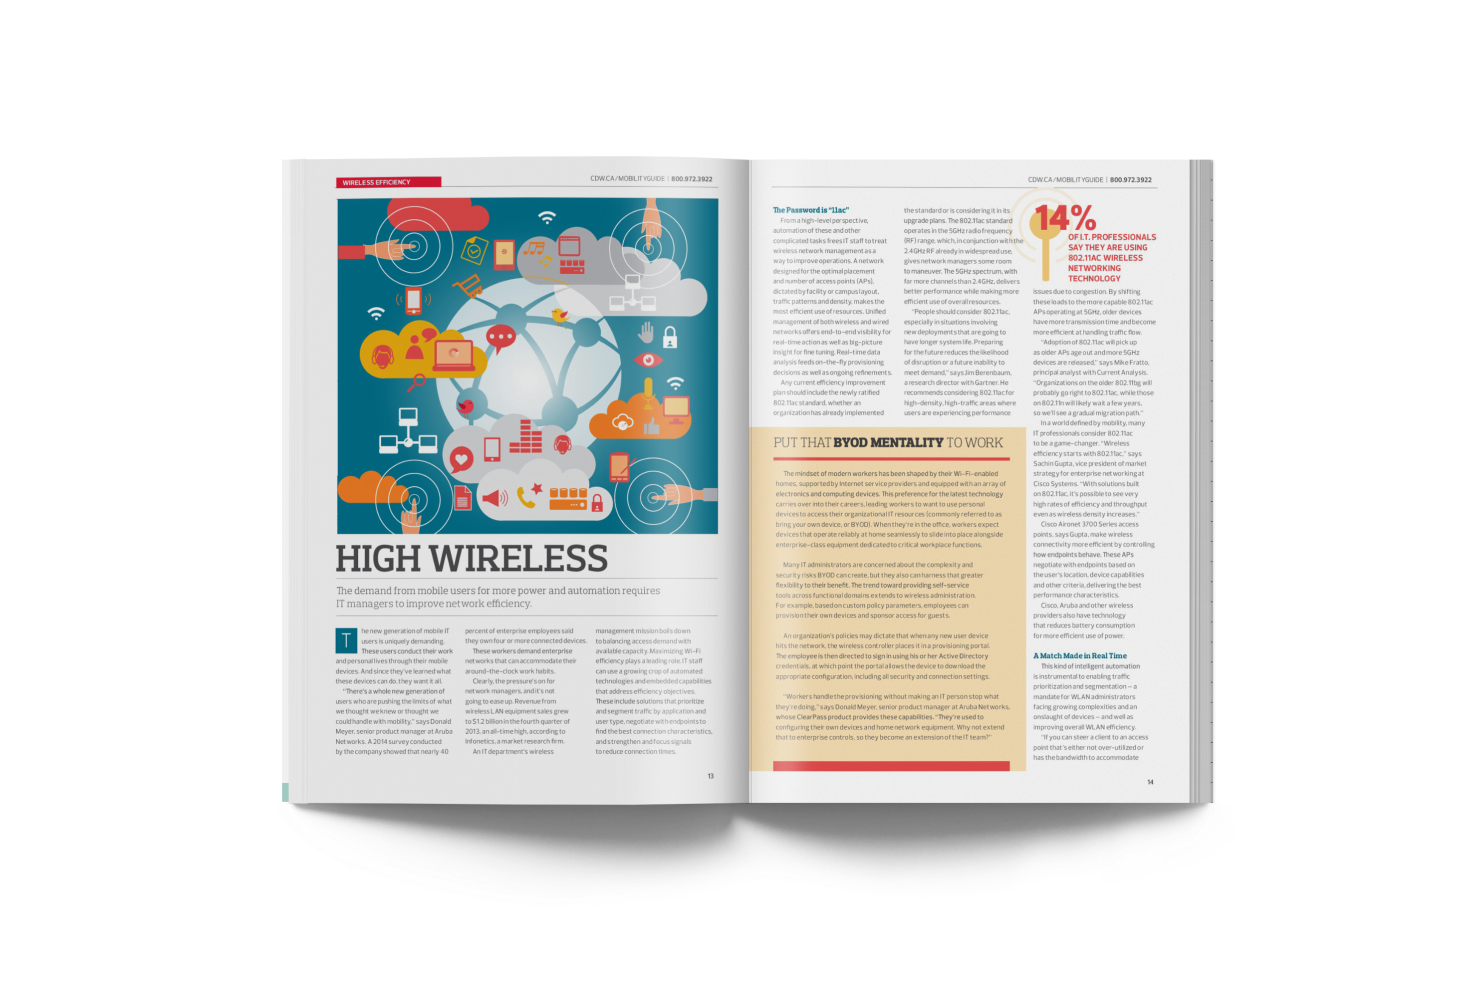 WIRELESS EFFICIENCY
CDW.CA/MOBILITYGUIDE | 800.972.3922
HIGH WIRELESS
The demand from mobile users for more power and automation requires
IT managers to improve network efficiency.
The new generation of mobile IT
users is uniquely demanding.
These users conduct their work
and personal lives through their mobile
devices. And since they've learned what
these devices can do, they want it all.
"There's a whole new generation of
users who are pushing the limits of what
we thought we knew or thought we
could handle with mobility," says Donald
Meyer, senior product manager at Aruba
Networks. A 2014 survey conducted
by the company showed that nearly 40
percent of enterprise employees said
they own four or more connected devices.
These workers demand enterprise
networks that can accommodate their
around-the-clock work habits.
Clearly, the pressure's on for
network managers, and it's not
going to ease up. Revenue from
wireless LAN equipment sales grew
to $1.2 billion in the fourth quarter of
2013, an all-time high, according to
Infonetics, a market research firm.
An IT department's wireless
management mission boils down
to balancing access demand with
available capacity. Maximizing Wi-Fi
efficiency plays a leading role. IT staff
can use a growing crop of automated
technologies and embedded capabilities
that address efficiency objectives.
These include solutions that prioritize
and segment traffic by application and
user type, negotiate with endpoints to
find the best connection characteristics,
and strengthen and focus signals
to reduce connection times.
13
CDW.CA/MOBILITYGUIDE | 800.972.3922
The Password is "11ac"
From a high-level perspective,
automation of these and other
complicated tasks frees IT staff to treat
wireless network management as a
way to improve operations. A network
designed for the optimal placement
and number of access points (APs),
dictated by facility or campus layout,
traffic patterns and density, makes the
most efficient use of resources. Unified
management of both wireless and wired
networks offers end-to-end visibility for
real-time action as well as big-picture
insight for fine tuning. Real-time data
analysis feeds on-the-fly provisioning
decisions as well as ongoing refinements.
Any current efficiency improvement
plan should include the newly ratified
802.11ac standard, whether an
organization has already implemented
the standard or is considering it in its
upgrade plans. The 802.11ac standard
operates in the 5GHz radio frequency
(RF) range, which, in conjunction with the
2.4GHz RF already in widespread use,
gives network managers some room
to maneuver. The 5GHz spectrum, with
far more channels than 2.4GHz, delivers
better performance while making more
efficient use of overall resources.
"People should consider 802.11ac,
especially in situations involving
new deployments that are going to
have longer system life. Preparing
for the future reduces the likelihood
of disruption or a future inability to
meet demand," says Jim Berenbaum,
a research director with Gartner. He
recommends considering 802.11ac for
high-density, high-traffic areas where
users are experiencing performance
14%
OF I.T. PROFESSIONALS
SAY THEY ARE USING
802.11AC WIRELESS
NETWORKING
TECHNOLOGY
issues due to congestion. By shifting
these loads to the more capable 802.11ac
APs operating at 5GHz, older devices
have more transmission time and become
more efficient at handling traffic flow.
"Adoption of 802.11ac will pick up
as older APs age out and more 5GHz
devices are released," says Mike Fratto,
principal analyst with Current Analysis.
"Organizations on the older 802.11bg will
probably go right to 802.11ac, while those
on 802.11n will likely wait a few years,
so we'll see a gradual migration path."
In a world defined by mobility, many
IT professionals consider 802.11ac
to be a game-changer. "Wireless
efficiency starts with 802.11ac," says
Sachin Gupta, vice president of market
strategy for enterprise networking at
Cisco Systems. "With solutions built
on 802.11ac, it's possible to see very
high rates of efficiency and throughput
even as wireless density increases."
Cisco Aironet 3700 Series access
points, says Gupta, make wireless
connectivity more efficient by controlling
how endpoints behave. These APs
negotiate with endpoints based on
the user's location, device capabilities
and other criteria, delivering the best
performance characteristics.
Cisco, Aruba and other wireless
providers also have technology
that reduces battery consumption
for more efficient use of power.
A Match Made in Real Time
This kind of intelligent automation
is instrumental to enabling traffic
prioritization and segmentation — a
mandate for WLAN administrators
facing growing complexities and an
onslaught of devices — and well as
improving overall WLAN efficiency.
"If you can steer a client to an access
point that's either not over-utilized or
has the bandwidth to accommodate
PUT THAT BYOD MENTALITY TO WORK
The mindset of modern workers has been shaped by their Wi-Fi-enabled
homes, supported by Internet service providers and equipped with an array of
electronics and computing devices. This preference for the latest technology
carries over into their careers, leading workers to want to use personal
devices to access their organizational IT resources (commonly referred to as
bring your own device, or BYOD). When they're in the office, workers expect
devices that operate reliably at home seamlessly to slide into place alongside
enterprise-class equipment dedicated to critical workplace functions.
Many IT administrators are concerned about the complexity and
security risks BYOD can create, but they also can harness that greater
flexibility to their benefit. The trend toward providing self-service
tools across functional domains extends to wireless administration.
For example, based on custom policy parameters, employees can
provision their own devices and sponsor access for guests.
An organization's policies may dictate that when any new user device
hits the network, the wireless controller places it in a provisioning portal.
The employee is then directed to sign in using his or her Active Directory
credentials, at which point the portal allows the device to download the
appropriate configuration, including all security and connection settings.
"Workers handle the provisioning without making an IT person stop what
they're doing," says Donald Meyer, senior product manager at Aruba Networks,
whose ClearPass product provides these capabilities. "They're used to
configuring their own devices and home network equipment. Why not extend
that to enterprise controls, so they become an extension of the IT team?"
14